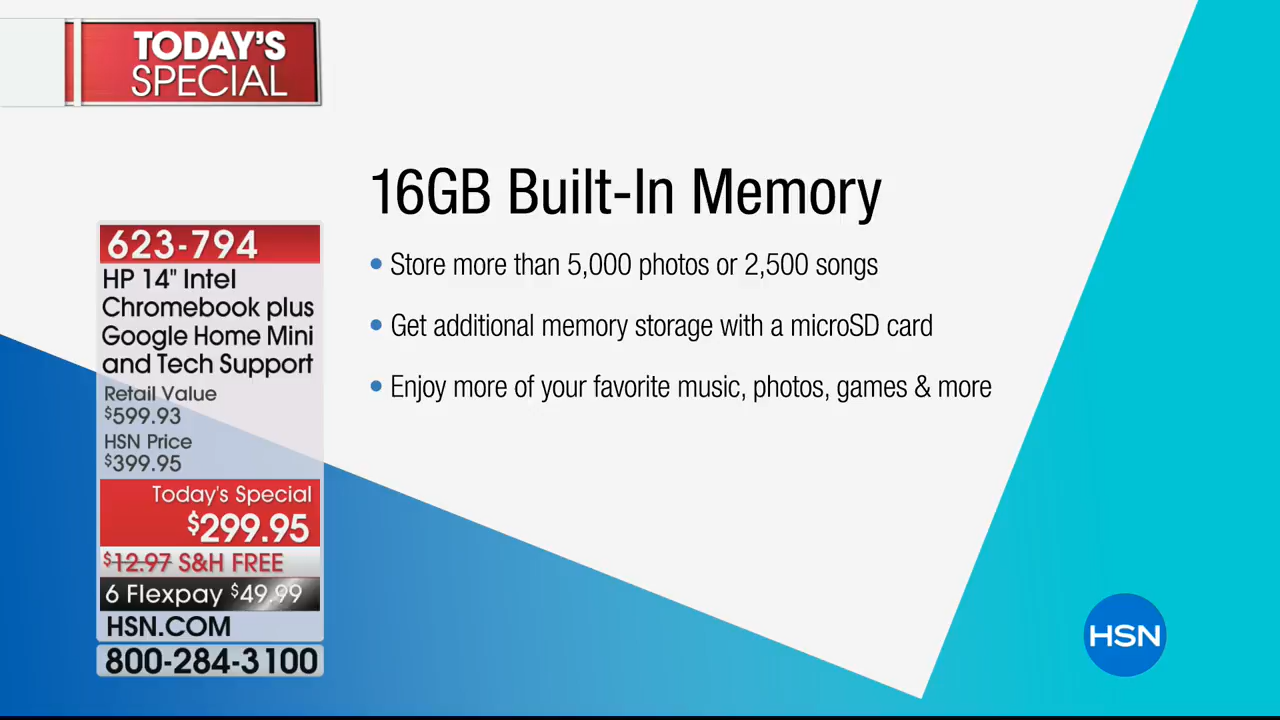 TODAY'S
SPECIAL
16GB Built-In Memory
• Store more than 5,000 photos or 2,500 songs
• Get additional memory storage with a microSD card
• Enjoy more of your favorite music, photos, games & more
623-794
HP 14" Intel
Chromebook plus
Google Home Mini
and Tech Support
Retail Value
$599.93
HSN Price
$399.95
Today's Special
$299.95
$12.97 S&H FREE
6 Flexpay $49.99
HSN.COM
800-284-3100
HSN